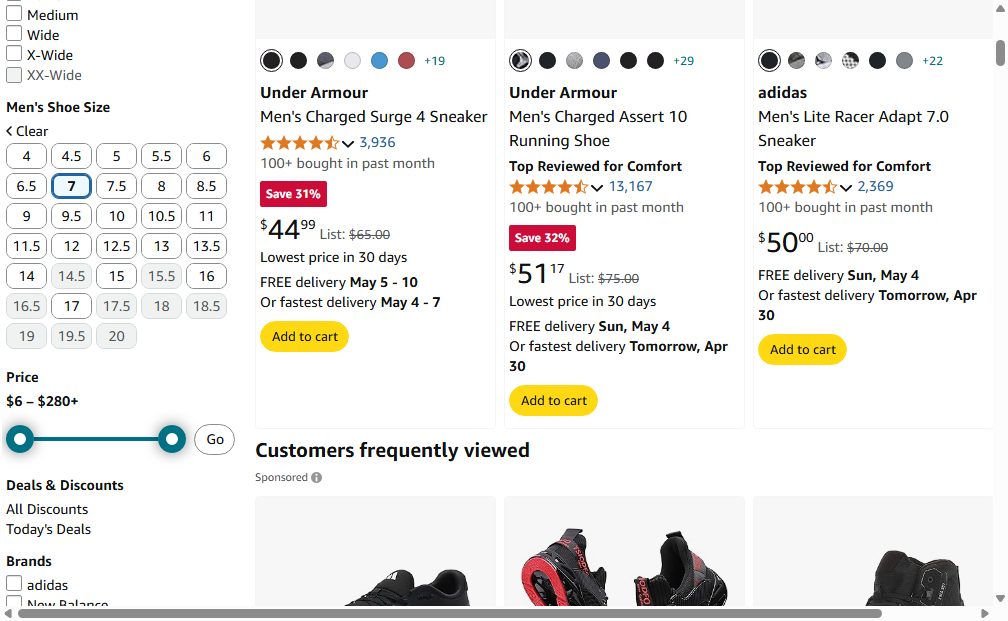 Medium
Wide
X-Wide
XX-Wide
Men's Shoe Size
Clear
4 4.5 5 5.5 6
6.5 7 7.5 8 8.5
9 9.5 10 10.5 11
11.5 12 12.5 13 13.5
14 14.5 15 15.5 16
16.5 17 17.5 18 18.5
19 19.5 20
Price
$6 – $280+
Go
Deals & Discounts
All Discounts
Today's Deals
Brands
adidas
New Balance
+19
Under Armour
Men's Charged Surge 4 Sneaker
3,936
100+ bought in past month
Save 31%
$44.99 List: $65.00
Lowest price in 30 days
FREE delivery May 5 - 10
Or fastest delivery May 4 - 7
Add to cart
+29
Under Armour
Men's Charged Assert 10
Running Shoe
Top Reviewed for Comfort
13,167
100+ bought in past month
Save 32%
$51 17 List: $75.00
Lowest price in 30 days
FREE delivery Sun, May 4
Or fastest delivery Tomorrow, Apr
30
Add to cart
+22
adidas
Men's Lite Racer Adapt 7.0
Sneaker
Top Reviewed for Comfort
2,369
100+ bought in past month
$50 00 List: $70.00
FREE delivery Sun, May 4
Or fastest delivery Tomorrow, Apr
30
Add to cart
Customers frequently viewed
Sponsored